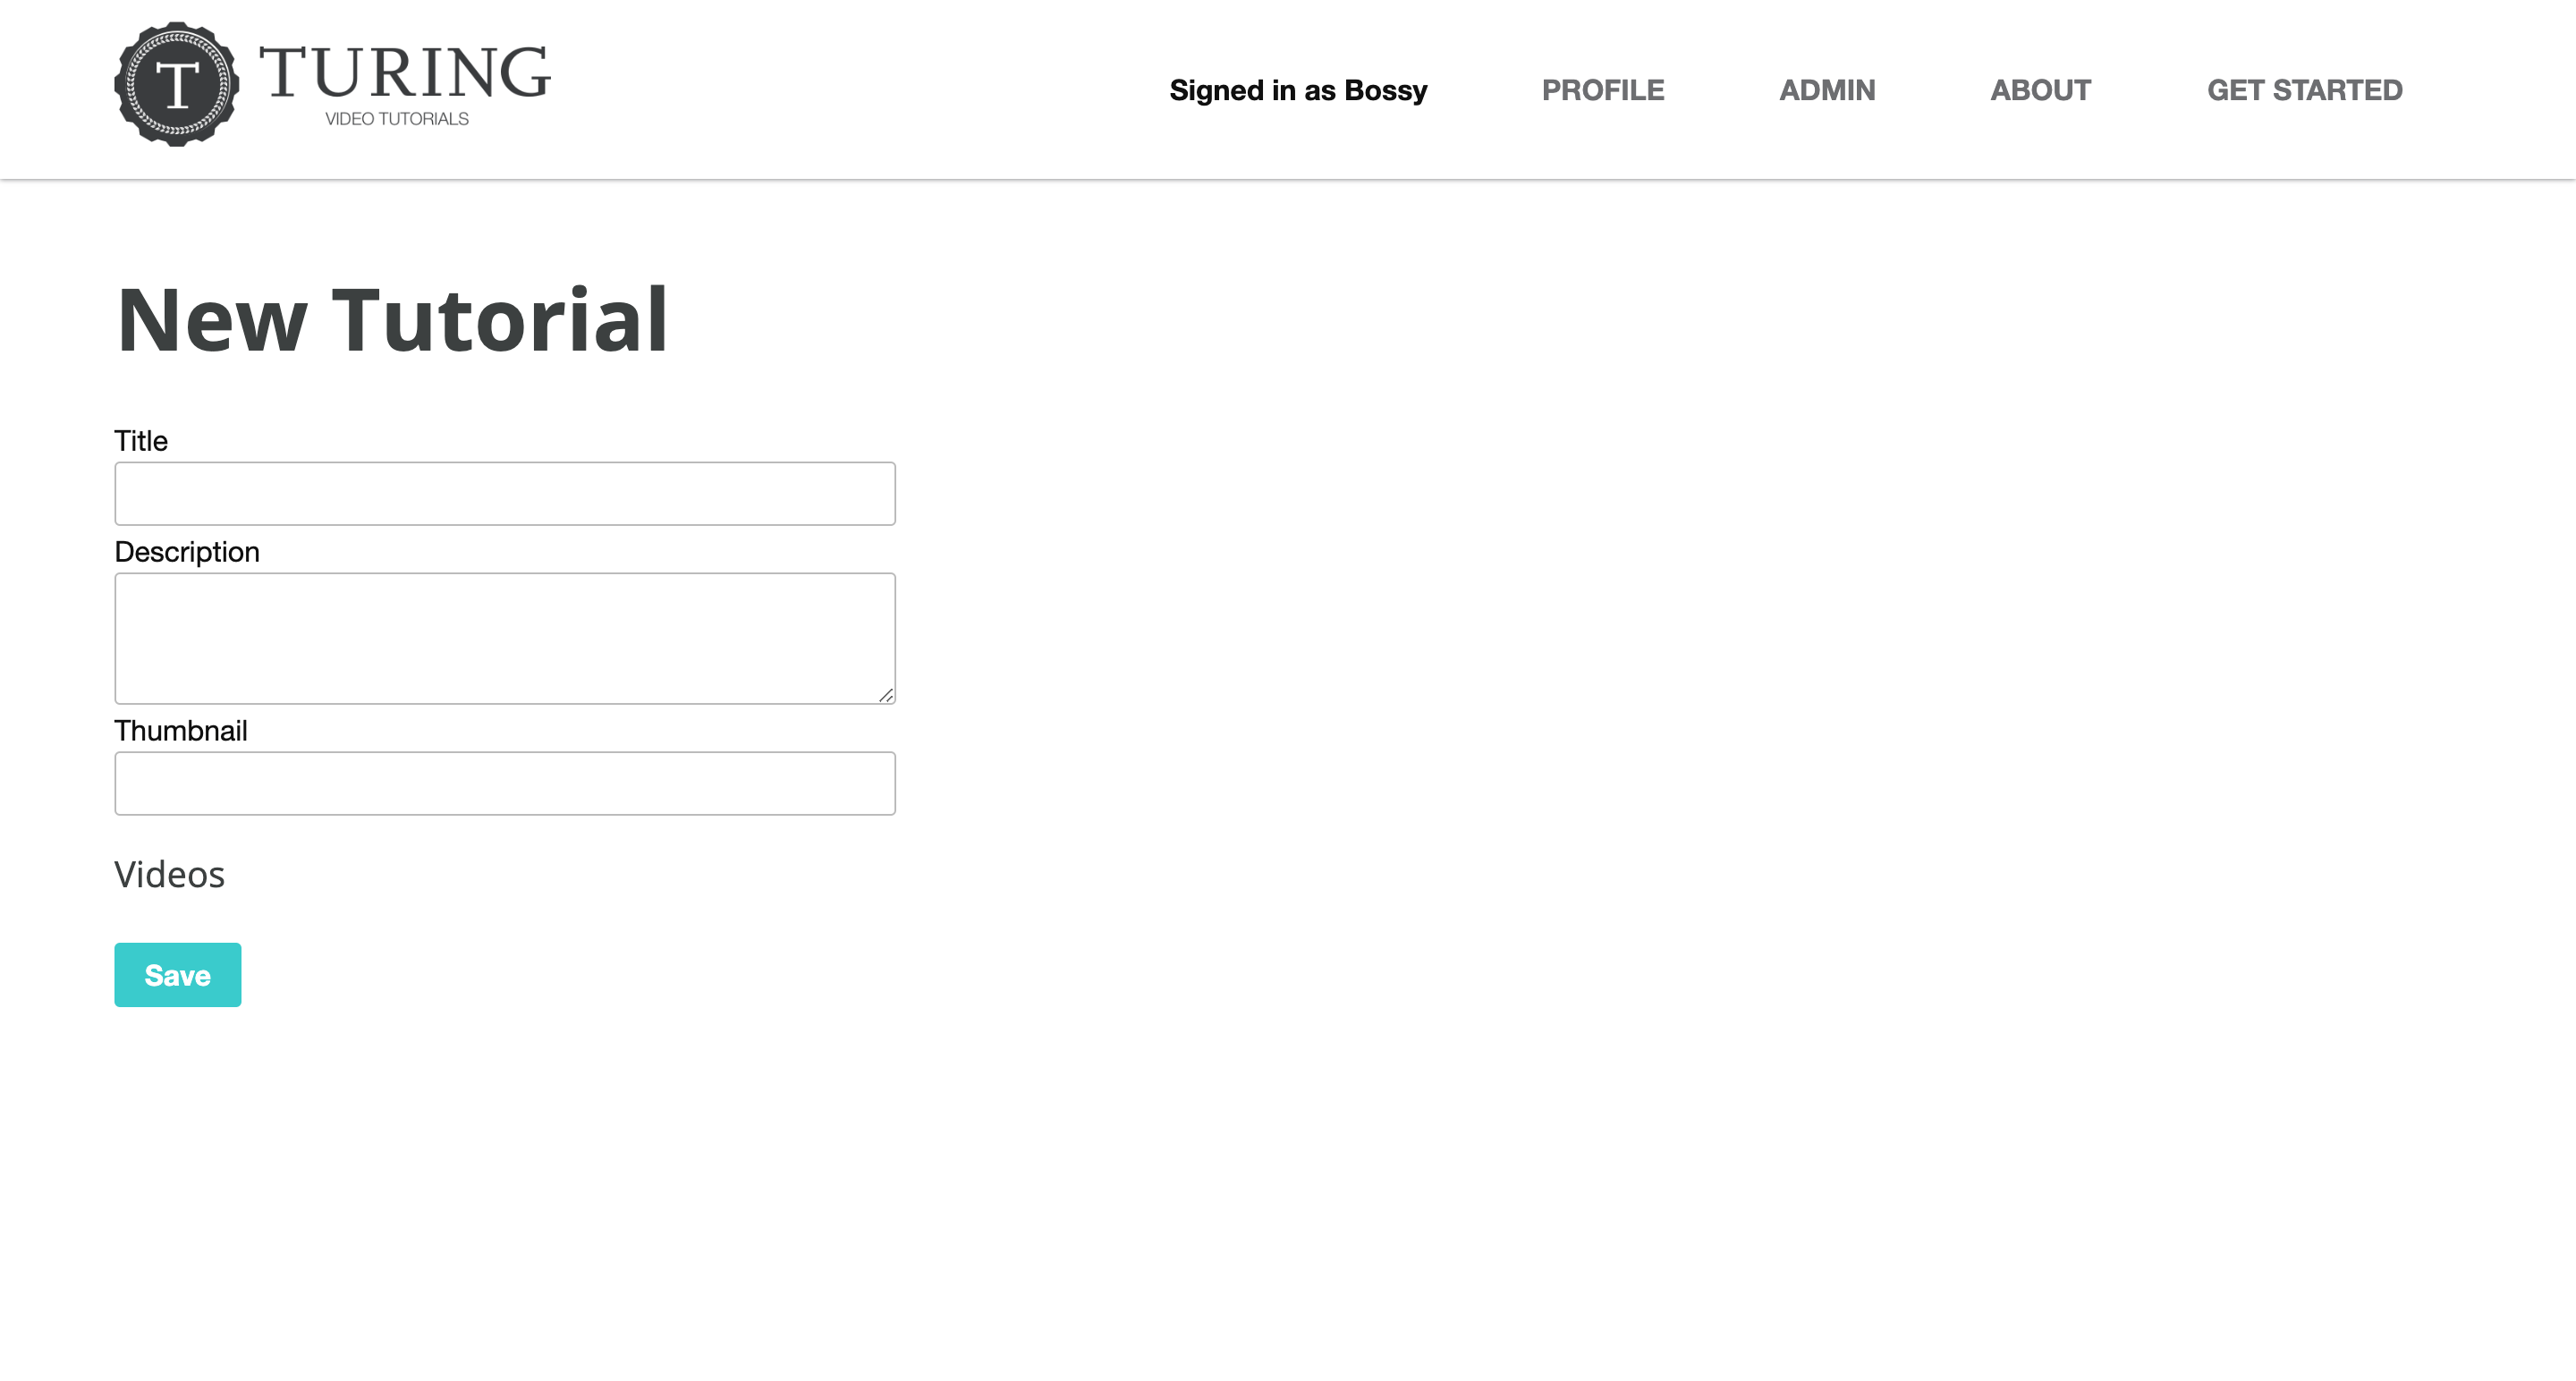 T TURING
VIDEO TUTORIALS
Signed in as Bossy PROFILE ADMIN ABOUT GET STARTED
New Tutorial
Title
Description
Thumbnail
Videos
Save